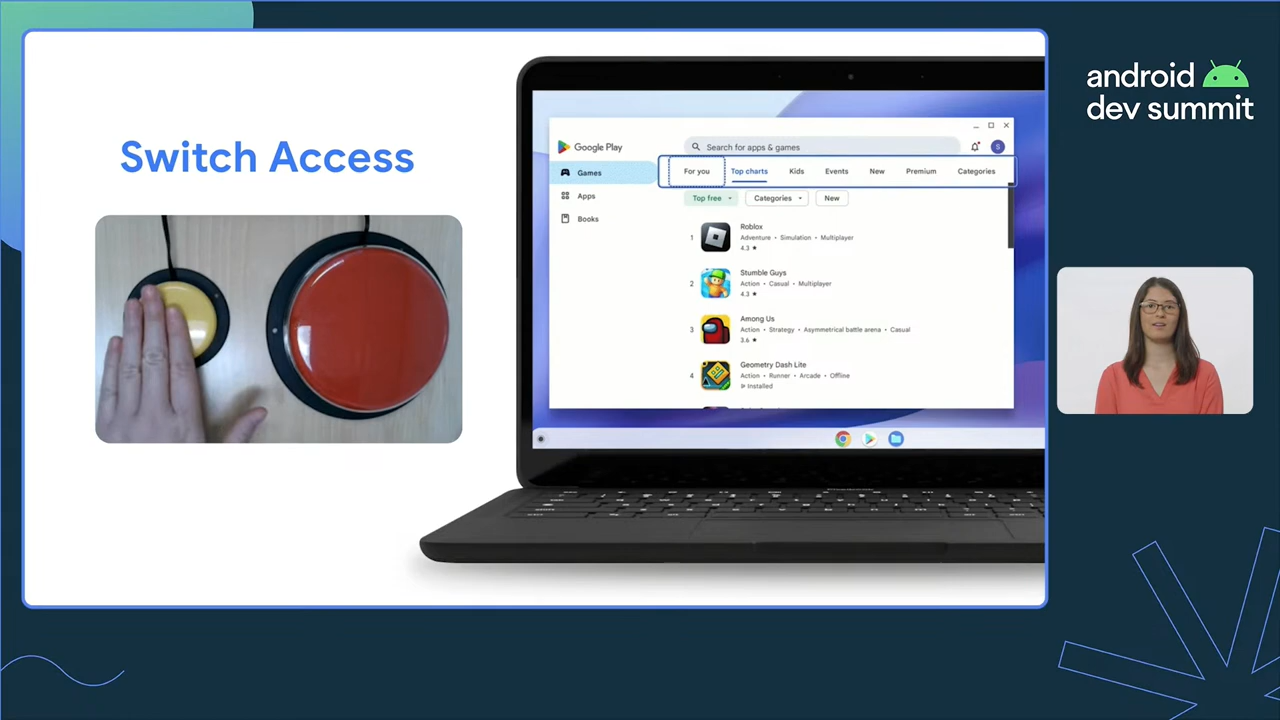 android
dev summit
Switch Access
Google Play
Search for apps & games
S
Games
Apps
Books
For you
Top charts
Kids
Events
New
Premium
Categories
Top free
Categories
New
1
Roblox
Adventure • Simulation • Multiplayer
4.3 ★
2
Stumble Guys
Action • Casual • Multiplayer
4.3 ★
3
Among Us
Action • Strategy • Asymmetrical battle arena • Casual
3.6 ★
4
Geometry Dash Lite
Action • Runner • Arcade • Offline
Installed